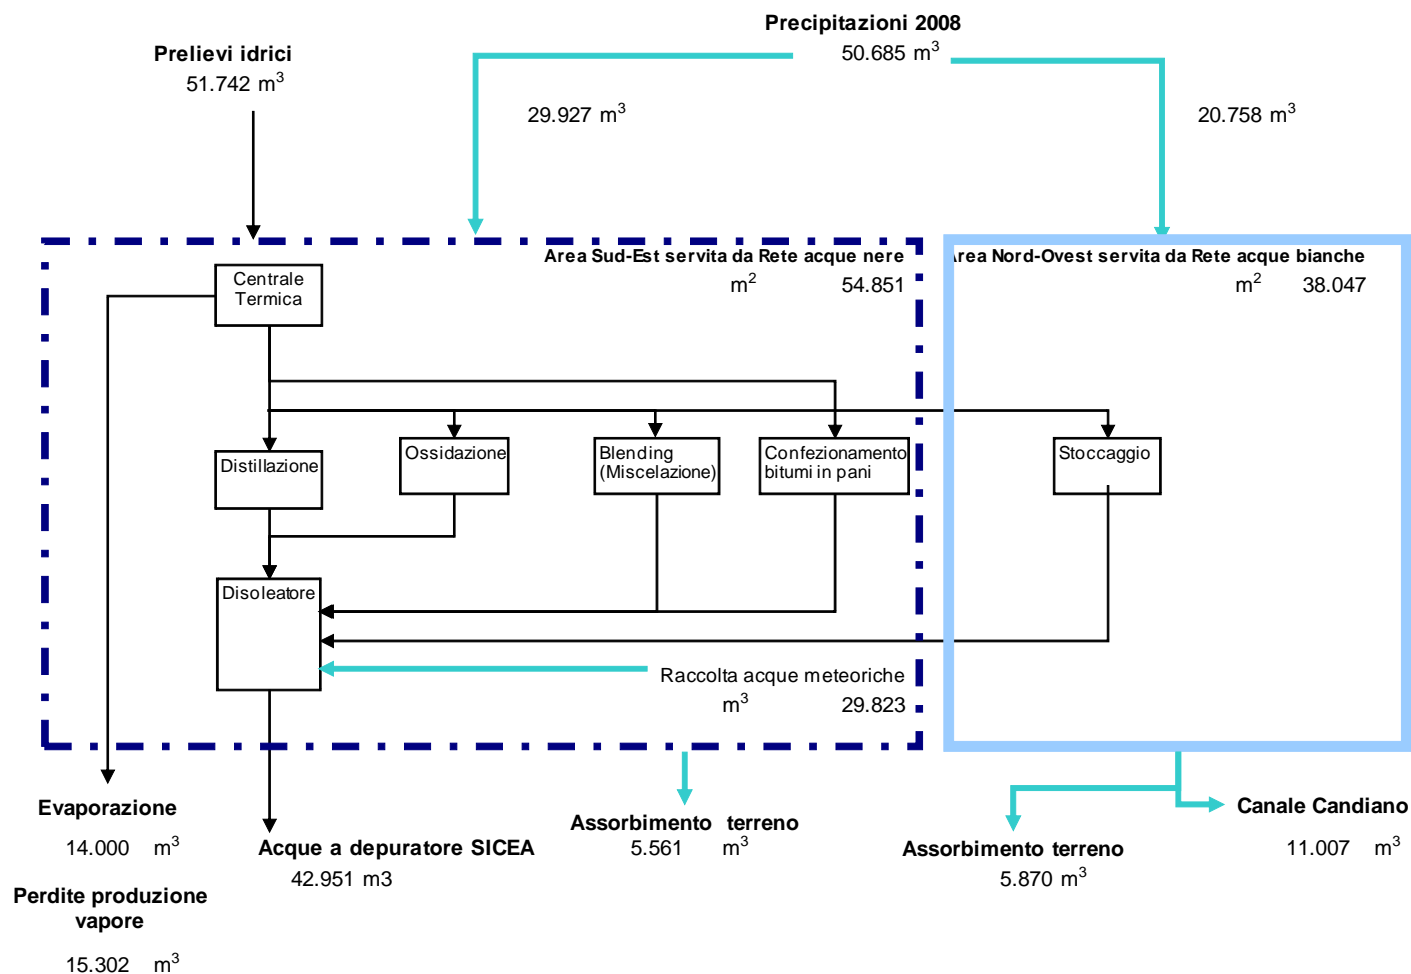 Precipitazioni 2008
50.685 m³
Prelievi idrici
51.742 m³
29.927 m³
20.758 m³
Area Sud-Est servita da Rete acque nere
m² 54.851
Area Nord-Ovest servita da Rete acque bianche
m² 38.047
Centrale
Termica
Distillazione
Ossidazione
Blending
(Miscelazione)
Confezionamento
bitumi in pani
Stoccaggio
Disoleatore
Raccolta acque meteoriche
m³ 29.823
Evaporazione
14.000 m³
Acque a depuratore SICEA
42.951 m3
Assorbimento terreno
5.561 m³
Assorbimento terreno
5.870 m³
Canale Candiano
11.007 m³
Perdite produzione
vapore
15.302 m³